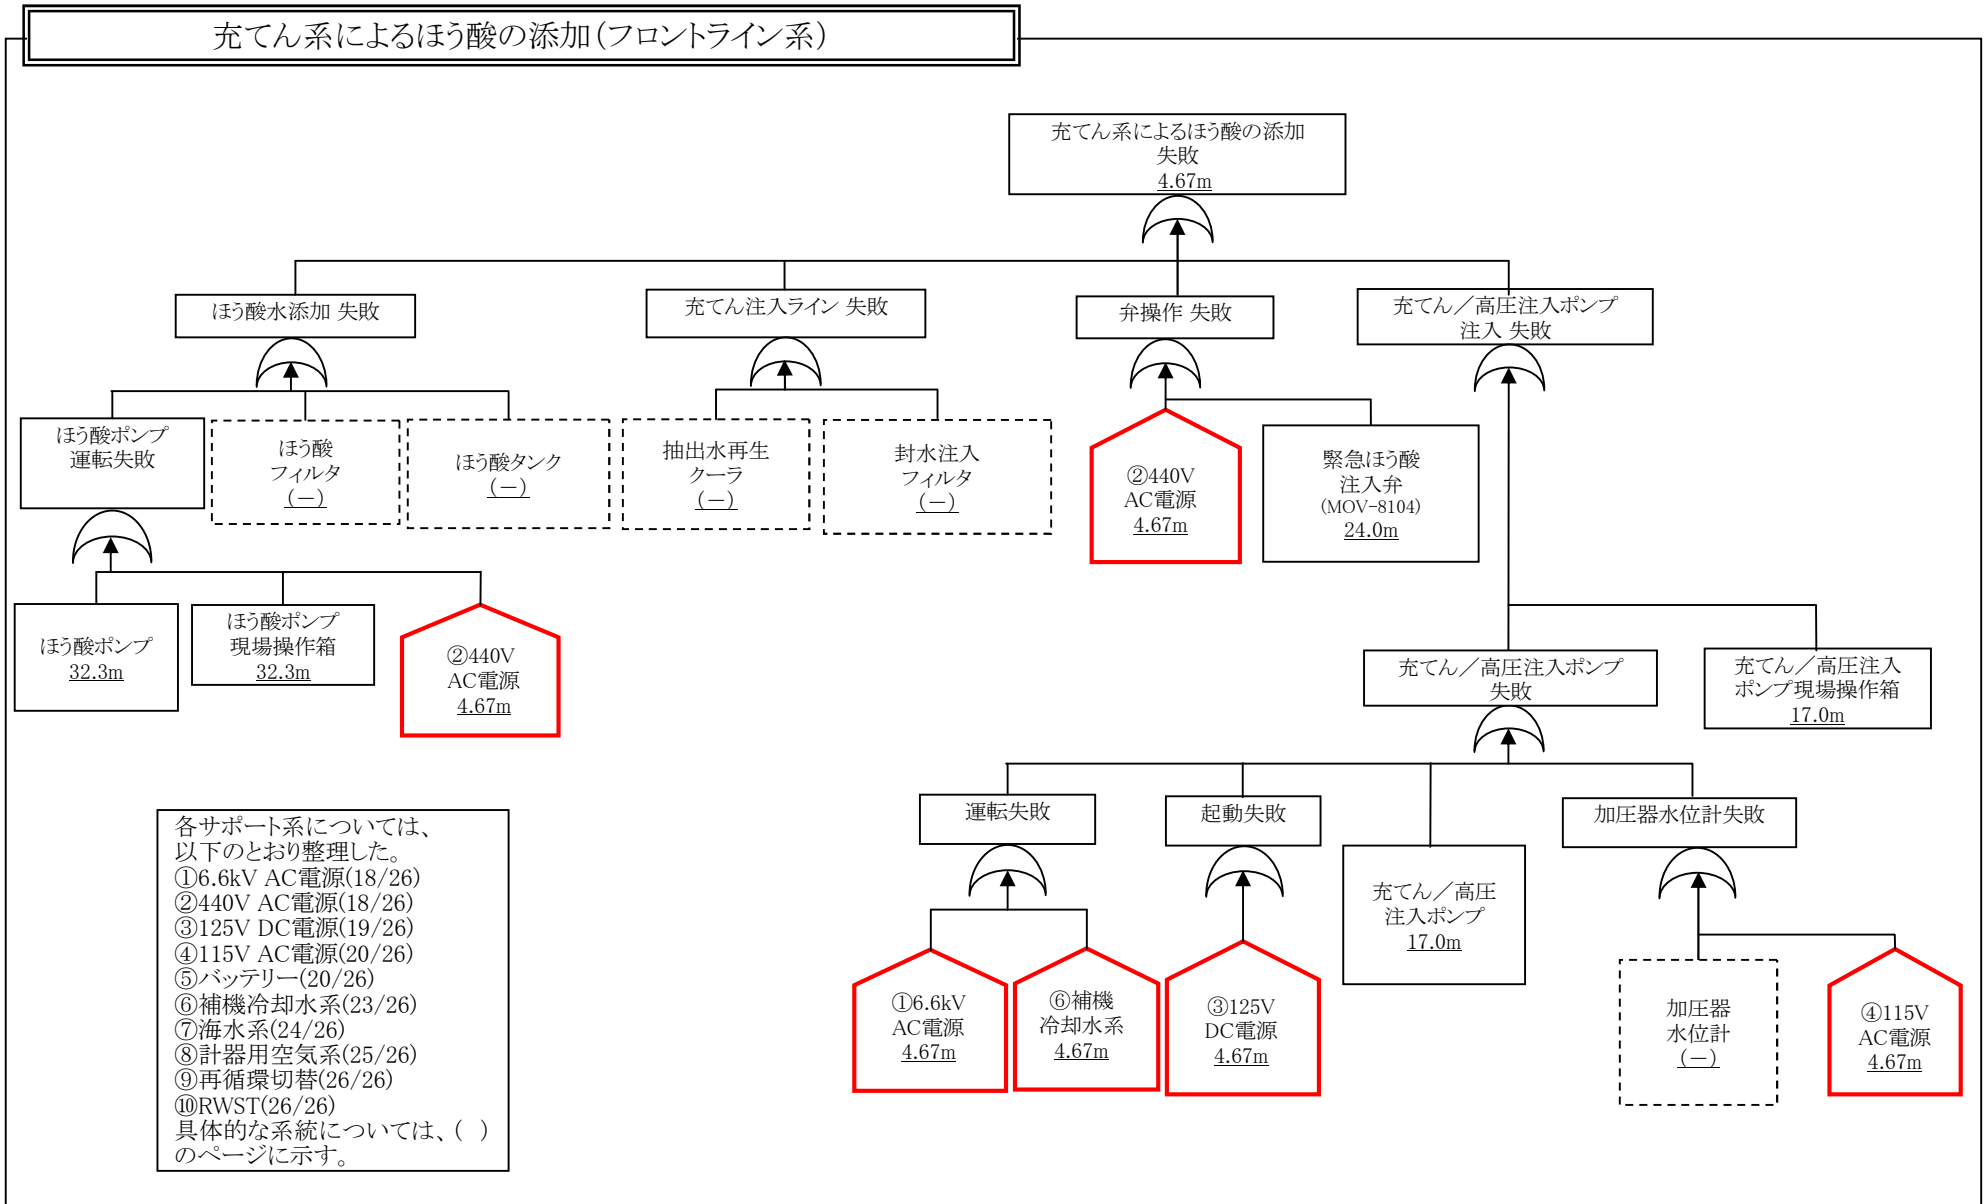 充てん系によるほう酸の添加(フロントライン系)
充てん系によるほう酸の添加
失敗
4.67m
ほう酸水添加 失敗
充てん注入ライン 失敗
弁操作 失敗
充てん／高圧注入ポンプ
注入 失敗
ほう酸ポンプ
運転失敗
ほう酸
フィルタ
(－)
ほう酸タンク
(－)
抽出水再生
クーラ
(－)
封水注入
フィルタ
(－)
②440V
AC電源
4.67m
緊急ほう酸
注入弁
(MOV-8104)
24.0m
ほう酸ポンプ
32.3m
ほう酸ポンプ
現場操作箱
32.3m
②440V
AC電源
4.67m
充てん／高圧注入ポンプ
失敗
充てん／高圧注入
ポンプ現場操作箱
17.0m
運転失敗
起動失敗
充てん／高圧
注入ポンプ
17.0m
加圧器水位計失敗
①6.6kV
AC電源
4.67m
⑥補機
冷却水系
4.67m
③125V
DC電源
4.67m
加圧器
水位計
(－)
④115V
AC電源
4.67m
各サポート系については、
以下のとおり整理した。
①6.6kV AC電源(18/26)
②440V AC電源(18/26)
③125V DC電源(19/26)
④115V AC電源(20/26)
⑤バッテリー(20/26)
⑥補機冷却水系(23/26)
⑦海水系(24/26)
⑧計器用空気系(25/26)
⑨再循環切替(26/26)
⑩RWST(26/26)
具体的な系統については、( )
のページに示す。